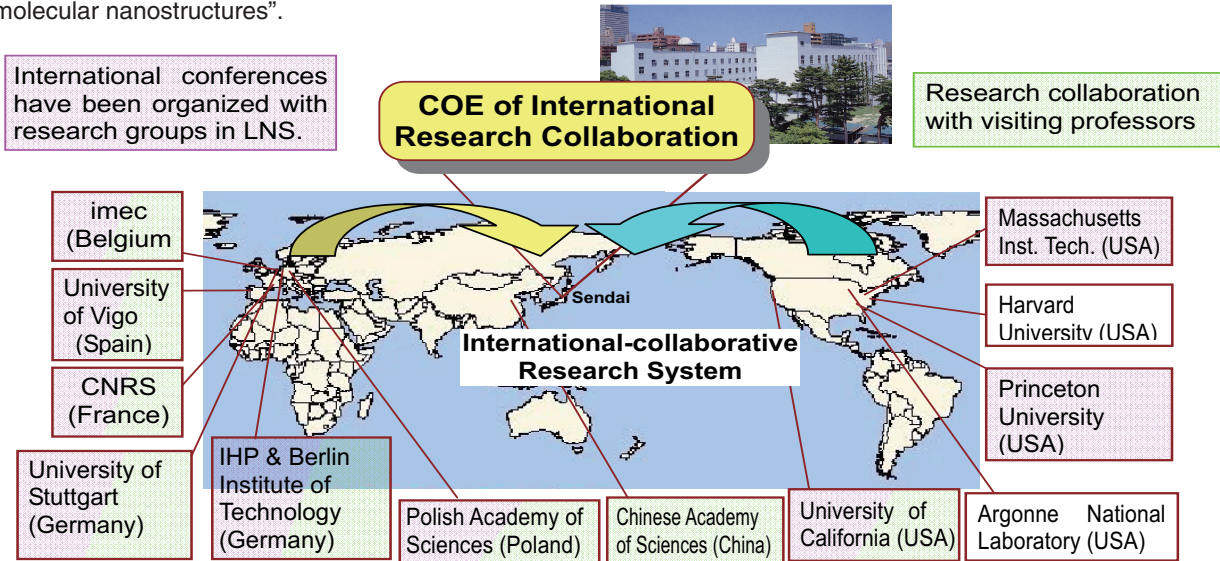 molecular nanostructures”.
International conferences
have been organized with
research groups in LNS.
COE of International
Research Collaboration
Research collaboration
with visiting professors
imec
(Belgium
University
of Vigo
(Spain)
CNRS
(France)
University of
Stuttgart
(Germany)
IHP & Berlin
Institute of
Technology
(Germany)
Polish Academy of
Sciences (Poland)
Chinese Academy
of Sciences (China)
University of
California (USA)
Argonne National
Laboratory (USA)
Sendai
International-collaborative
Research System
Massachusetts
Inst. Tech. (USA)
Harvard
University (USA)
Princeton
University
(USA)